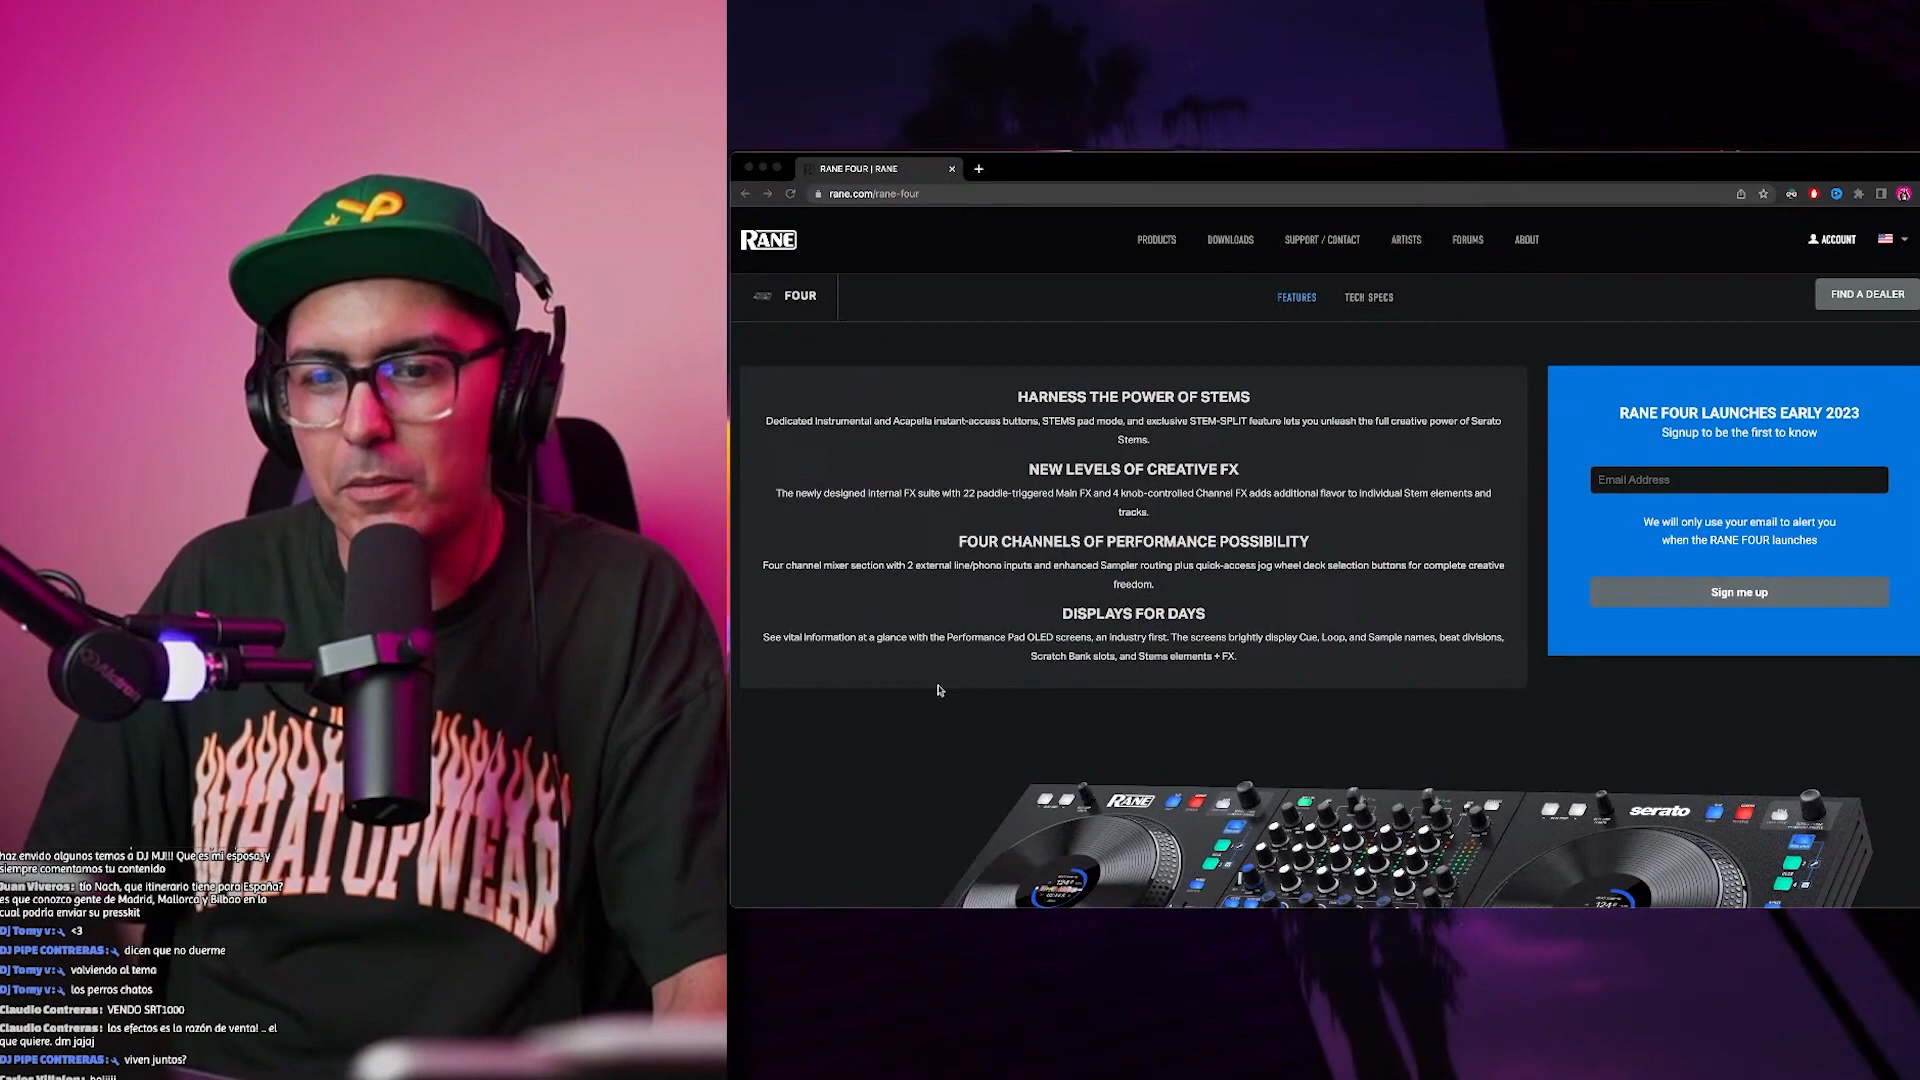 RANE FOUR | RANE
rane.com/rane-four
RANE
PRODUCTS
DOWNLOADS
SUPPORT / CONTACT
ARTISTS
FORUMS
ABOUT
ACCOUNT
FOUR
FEATURES
TECH SPECS
FIND A DEALER
HARNESS THE POWER OF STEMS
Dedicated Instrumental and Acapella instant-access buttons, STEMS pad mode, and exclusive STEM-SPLIT feature lets you unleash the full creative power of Serato
Stems.
NEW LEVELS OF CREATIVE FX
The newly designed internal FX suite with 22 paddle-triggered Main FX and 4 knob-controlled Channel FX adds additional flavor to individual Stem elements and
tracks.
FOUR CHANNELS OF PERFORMANCE POSSIBILITY
Four channel mixer section with 2 external line/phono inputs and enhanced Sampler routing plus quick-access jog wheel deck selection buttons for complete creative
freedom.
DISPLAYS FOR DAYS
See vital information at a glance with the Performance Pad OLED screens, an industry first. The screens brightly display Cue, Loop, and Sample names, beat divisions,
Scratch Bank slots, and Stems elements + FX.
RANE FOUR LAUNCHES EARLY 2023
Signup to be the first to know
Email Address
We will only use your email to alert you
when the RANE FOUR launches
Sign me up
RANE
serato
P
WHATUPWEAR
haz envido algunos temas a DJ MJ!!! Que es mi esposa, y
siempre comentamos tu contenido
Juan Viveros: tío Nach, que itinerario tiene para España?
es que conozco gente de Madrid, Mallorca y Bilbao en la
cual podria enviar su presskit
Dj Tomy v: <3
DJ PIPE CONTRERAS: dicen que no duerme
Dj Tomy v: volviendo al tema
Dj Tomy v: los perros chatos
Claudio Contreras: VENDO SRT1000
Claudio Contreras: los efectos es la razón de venta! .. el
que quiere. dm jajaj
DJ PIPE CONTRERAS: viven juntos?